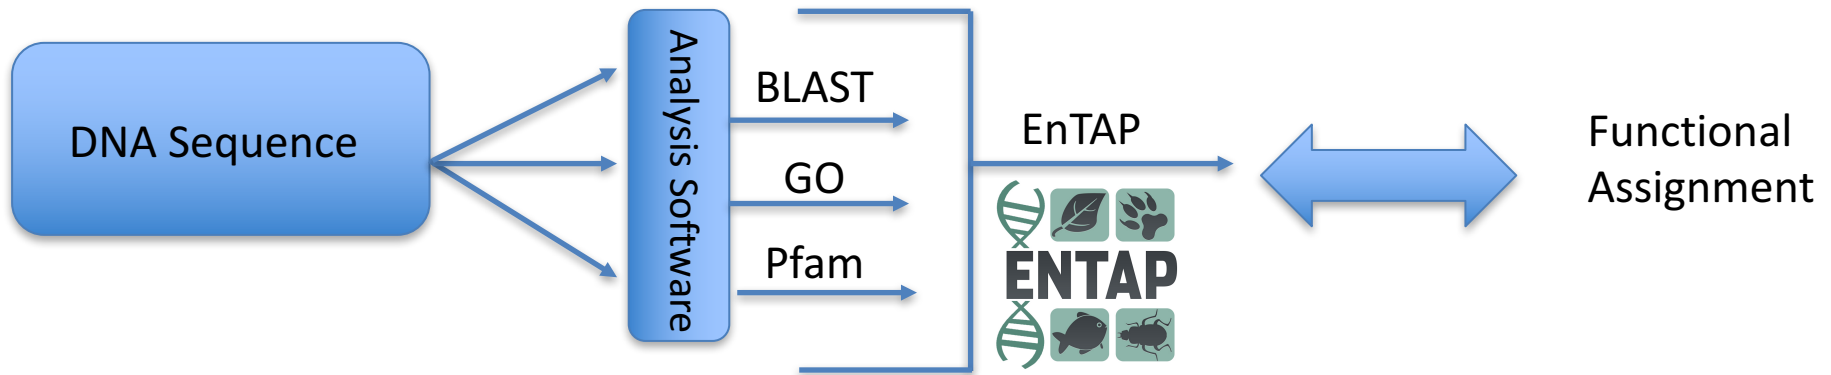 DNA Sequence
Analysis Software
BLAST
GO
Pfam
EnTAP
ENTAP
Functional
Assignment